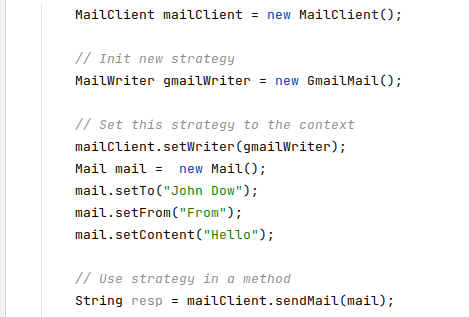 MailClient mailClient = new MailClient();
// Init new strategy
MailWriter gmailWriter = new GmailMail();
// Set this strategy to the context
mailClient.setWriter(gmailWriter);
Mail mail =  new Mail();
mail.setTo("John Dow");
mail.setFrom("From");
mail.setContent("Hello");
// Use strategy in a method
String resp = mailClient.sendMail(mail);